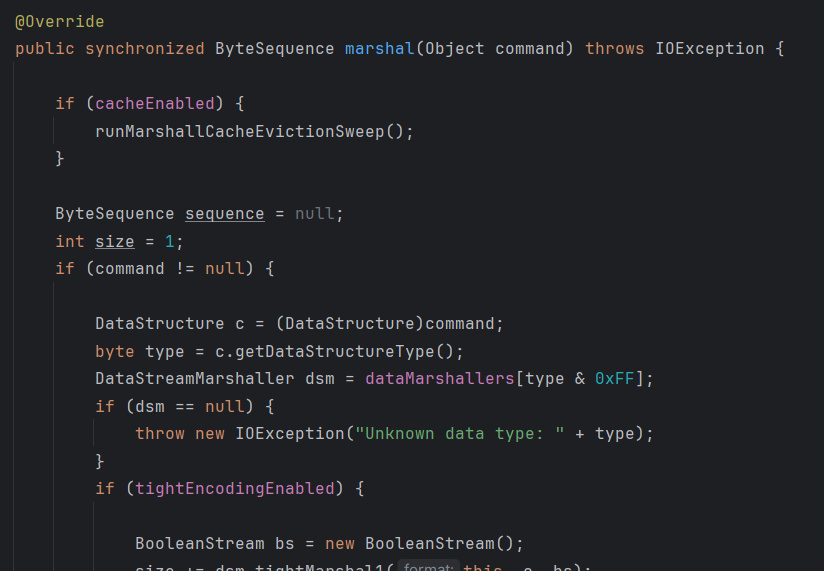 @Override
public synchronized ByteSequence marshal(Object command) throws IOException {
if (cacheEnabled) {
runMarshallCacheEvictionSweep();
}
ByteSequence sequence = null;
int size = 1;
if (command != null) {
DataStructure c = (DataStructure)command;
byte type = c.getDataStructureType();
DataStreamMarshaller dsm = dataMarshallers[type & 0xFF];
if (dsm == null) {
throw new IOException("Unknown data type: " + type);
}
if (tightEncodingEnabled) {
BooleanStream bs = new BooleanStream();
size += dsm.tightMarshal1( format: this, c, bs);